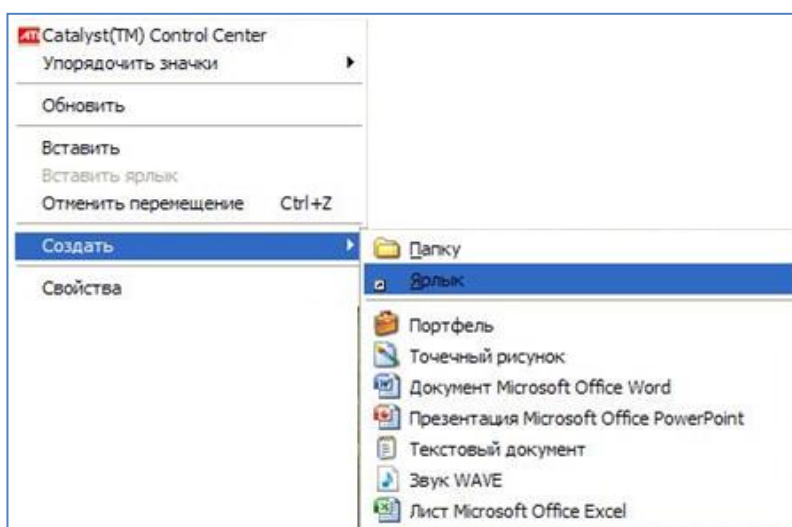 ATI Catalyst(TM) Control Center
Упорядочить значки
Обновить
Вставить
Вставить ярлык
Отменить перемещение Ctrl+Z
Создать
Свойства
Папку
Ярлык
Портфель
Точечный рисунок
Документ Microsoft Office Word
Презентация Microsoft Office PowerPoint
Текстовый документ
Звук WAVE
Лист Microsoft Office Excel